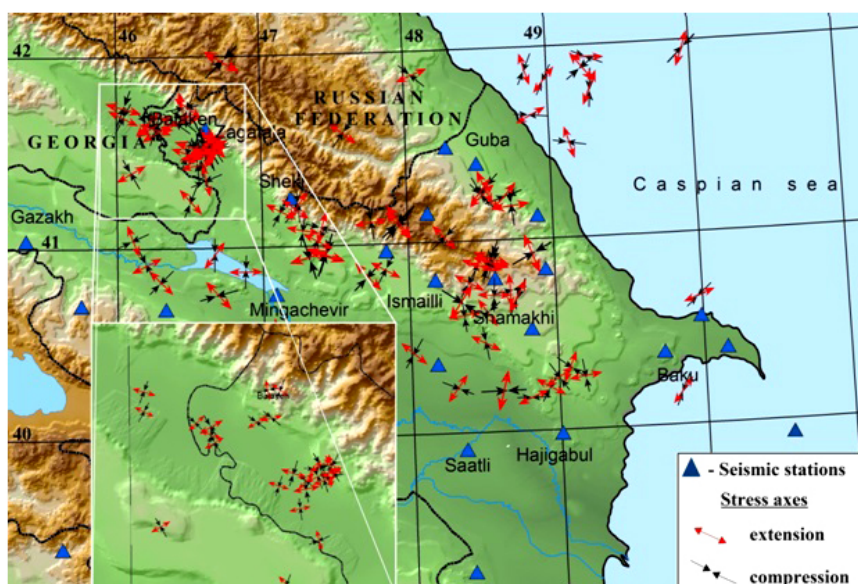 46
47
48
49
42
RUSSIAN
FEDERATION
Balaken
GEORGIA
Zagatala
Guba
Sheki
Caspian sea
Gazakh
41
Mingachevir
Ismailli
Shamakhi
Baku
40
Saatli
Hajigabul
- Seismic stations
Stress axes
extension
compression